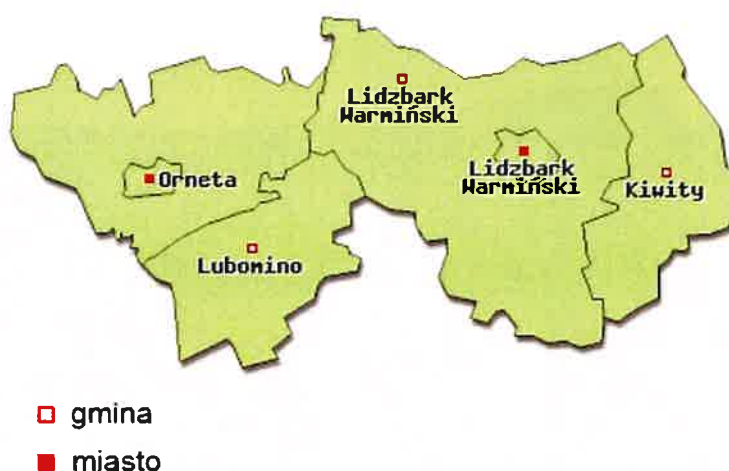 Lidzbark
Warmiński
Orneta
Lidzbark
Warmiński
Kiwity
Lubomino
gmina
miasto